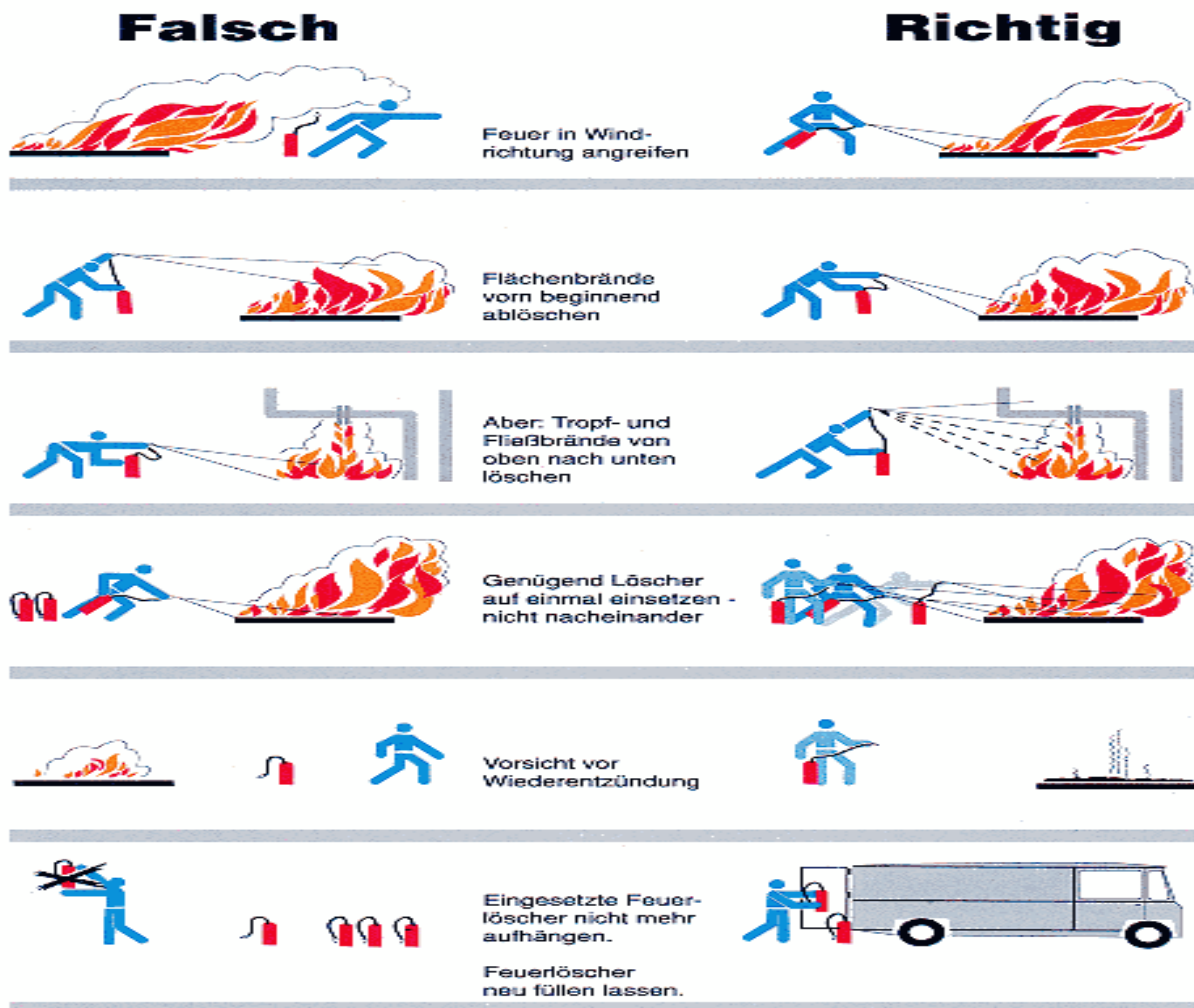 Falsch
Richtig
Feuer in Wind-
richtung angreifen
Flächenbrände
vorn beginnend
ablöschen
Aber: Tropf- und
Fließbrände von
oben nach unten
löschen
Genügend Löscher
auf einmal einsetzen -
nicht nacheinander
Vorsicht vor
Wiederentzündung
Eingesetzte Feuer-
löscher nicht mehr
aufhängen.
Feuerlöscher
neu füllen lassen.